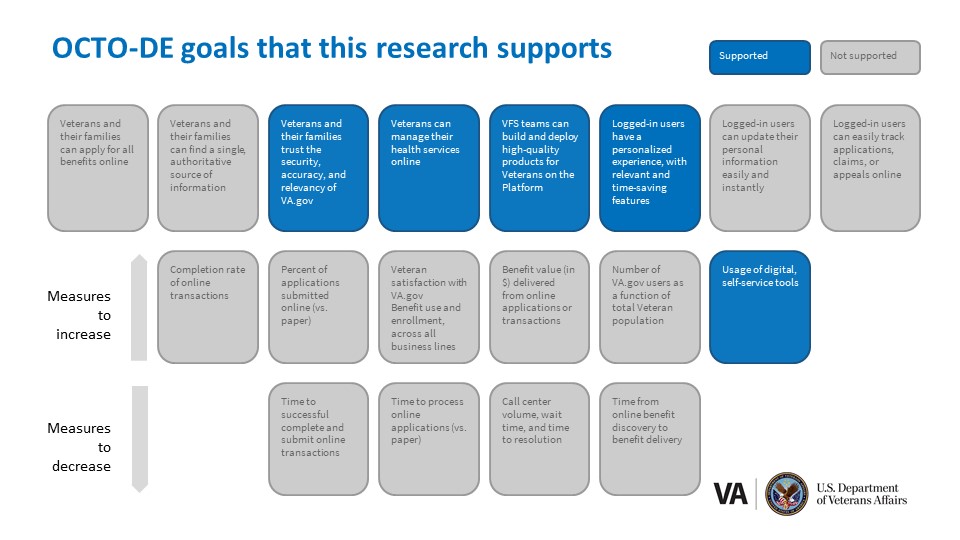 OCTO-DE goals that this research supports
Supported
Not supported
Veterans and
their families
can apply for all
benefits online
Veterans and
their families
can find a single,
authoritative
source of
information
Veterans and
their families
trust the
security,
accuracy, and
relevancy of
VA.gov
Veterans can
manage their
health services
online
VFS teams can
build and deploy
high-quality
products for
Veterans on the
Platform
Logged-in users
have a
personalized
experience, with
relevant and
time-saving
features
Logged-in users
can update their
personal
information
easily and
instantly
Logged-in users
can easily track
applications,
claims, or
appeals online
Measures
to
increase
Completion rate
of online
transactions
Percent of
applications
submitted
online (vs.
paper)
Veteran
satisfaction with
VA.gov
Benefit use and
enrollment,
across all
business lines
Benefit value (in
$) delivered
from online
applications or
transactions
Number of
VA.gov users as
a function of
total Veteran
population
Usage of digital,
self-service tools
Measures
to
decrease
Time to
successful
complete and
submit online
transactions
Time to process
online
applications (vs.
paper)
Call center
volume, wait
time, and time
to resolution
Time from
online benefit
discovery to
benefit delivery
VA
U.S. Department
of Veterans Affairs